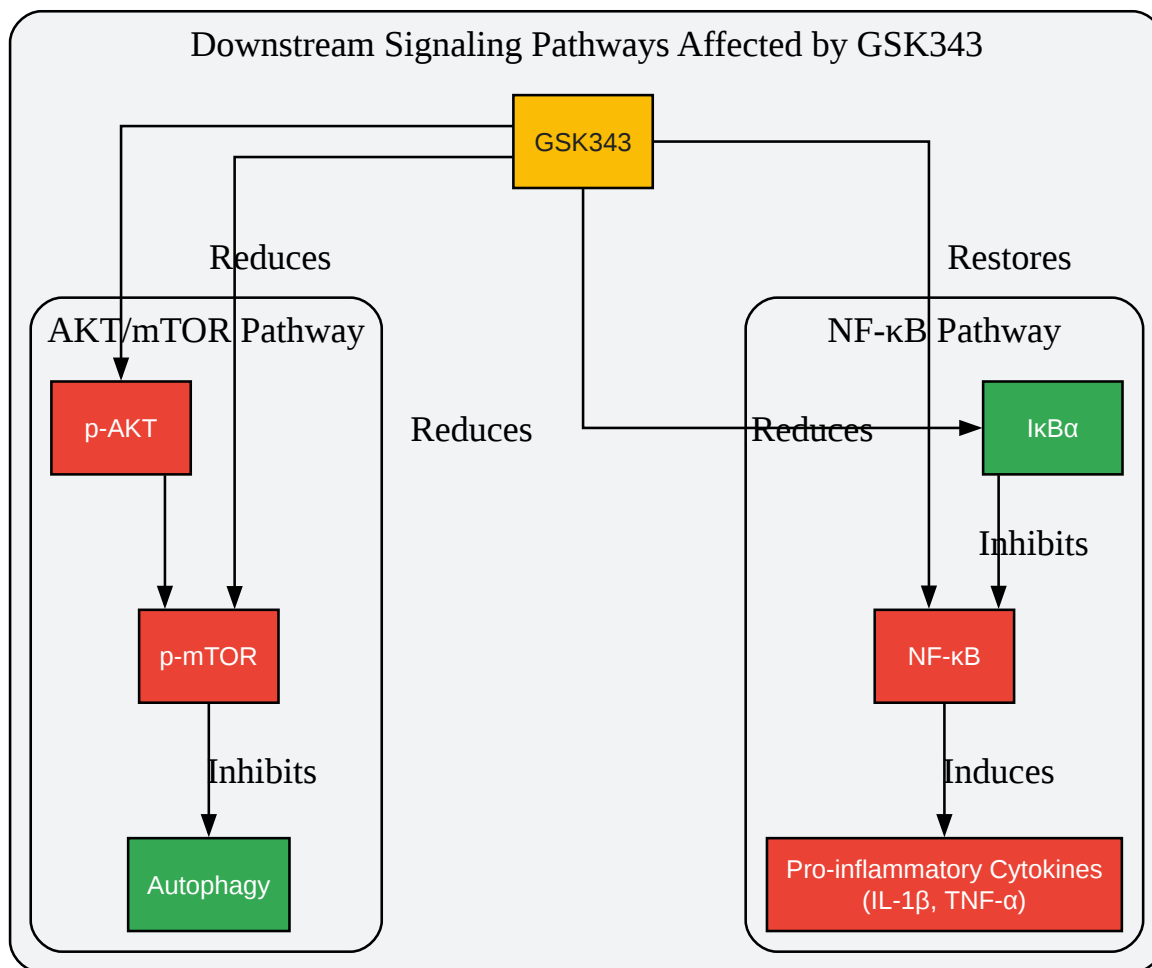 Downstream Signaling Pathways Affected by GSK343
GSK343
Reduces
Restores
AKT/mTOR Pathway
NF-κB Pathway
p-AKT
Reduces
Reduces
IκBα
Inhibits
p-mTOR
NF-κB
Inhibits
Induces
Autophagy
Pro-inflammatory Cytokines
(IL-1β, TNF-α)